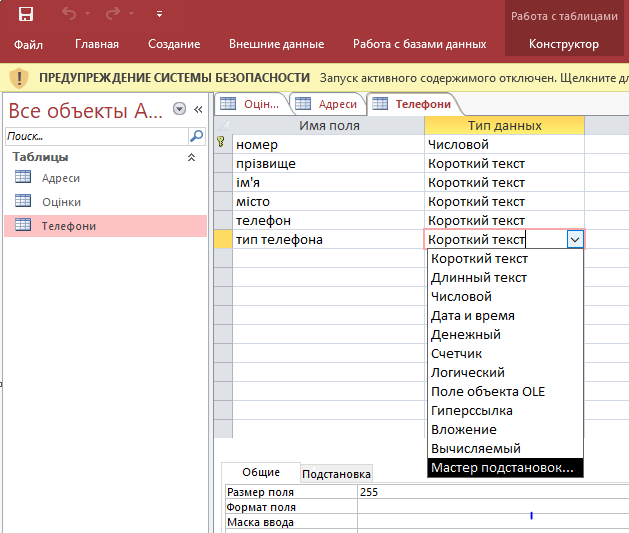 Работа с таблицами
Файл Главная Создание Внешние данные Работа с базами данных Конструктор
ПРЕДУПРЕЖДЕНИЕ СИСТЕМЫ БЕЗОПАСНОСТИ Запуск активного содержимого отключен. Щелкните дл
Все объекты A...
Поиск...
Таблицы
Адреси
Оцінки
Телефони
Оцін... Адреси Телефони
Имя поля Тип данных
номер Числовой
прізвище Короткий текст
ім'я Короткий текст
місто Короткий текст
телефон Короткий текст
тип телефона Короткий текст
Короткий текст
Длинный текст
Числовой
Дата и время
Денежный
Счетчик
Логический
Поле объекта OLE
Гиперссылка
Вложение
Вычисляемый
Мастер подстановок...
Общие Подстановка
Размер поля 255
Формат поля
Маска ввода